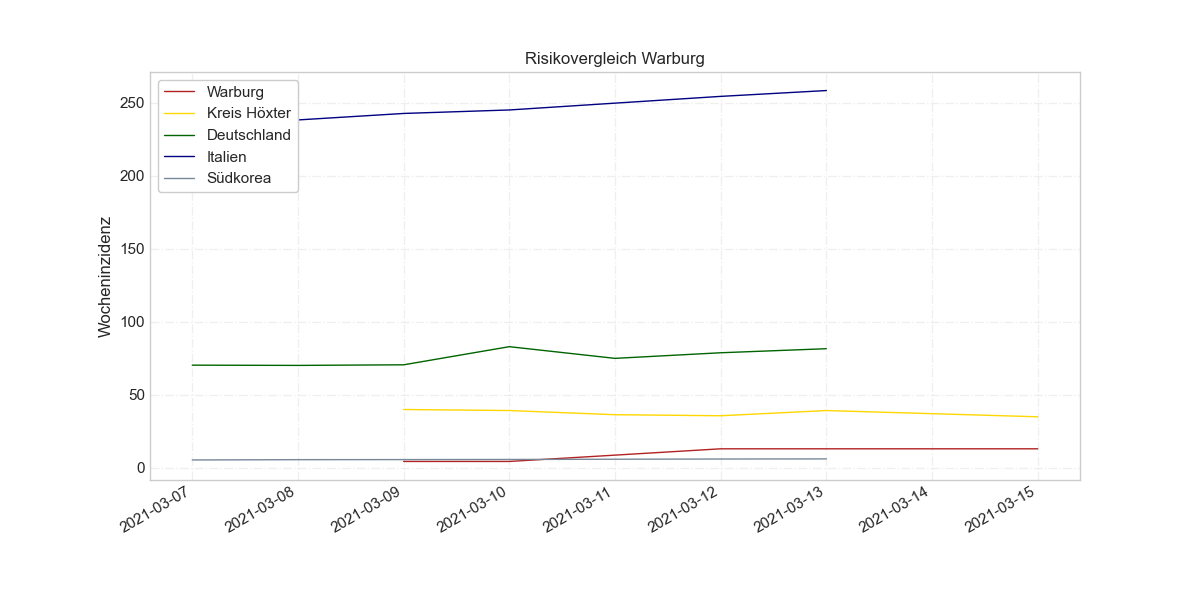 Risikovergleich Warburg
Warburg
Kreis Höxter
Deutschland
Italien
Südkorea
Wocheninzidenz
250
200
150
100
50
0
2021-03-07
2021-03-08
2021-03-09
2021-03-10
2021-03-11
2021-03-12
2021-03-13
2021-03-14
2021-03-15